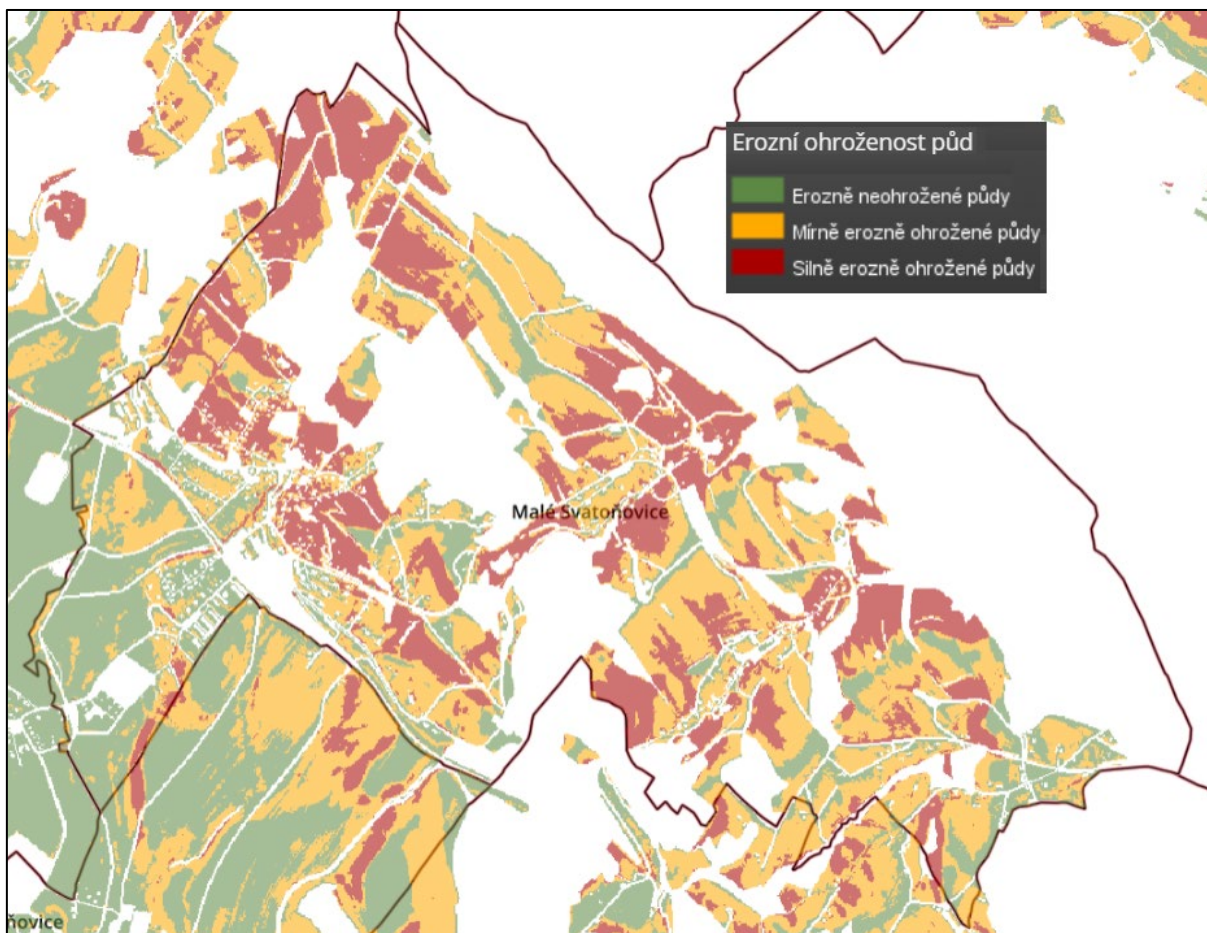 Erozní ohroženost půd
Erozně neohrožené půdy
Mírně erozně ohrožené půdy
Silně erozně ohrožené půdy
Malé Svatoňovice
ňovice